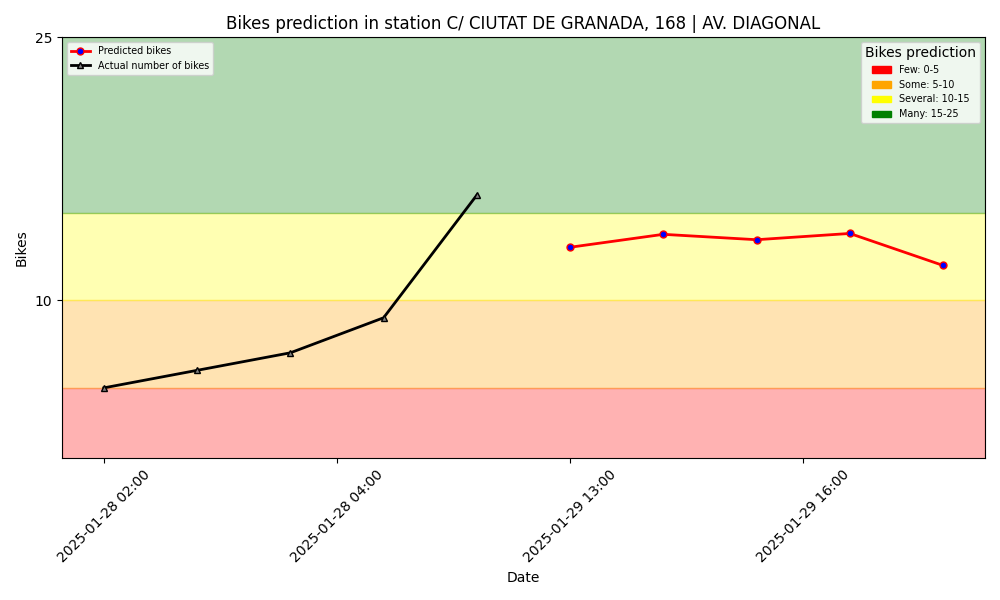 Bikes prediction in station C/ CIUTAT DE GRANADA, 168 | AV. DIAGONAL
25
10
Bikes
Predicted bikes
Actual number of bikes
Bikes prediction
Few: 0-5
Some: 5-10
Several: 10-15
Many: 15-25
2025-01-28 02:00
2025-01-28 04:00
2025-01-29 13:00
2025-01-29 16:00
Date